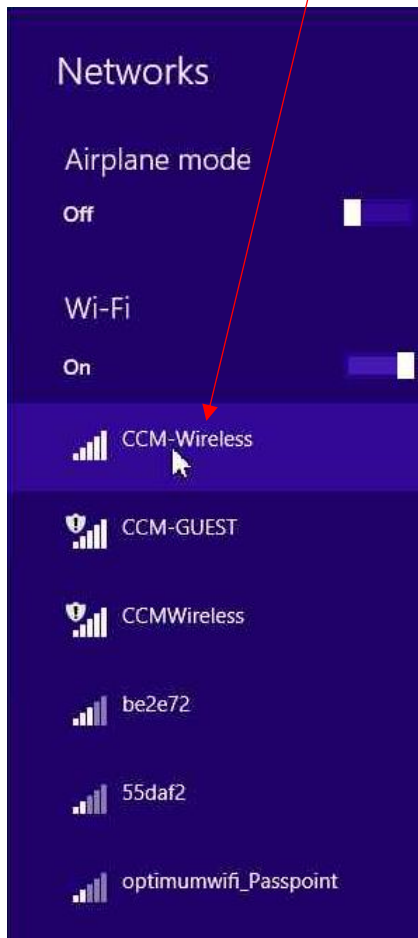 Networks
Airplane mode
Off
Wi-Fi
On
CCM-Wireless
CCM-GUEST
CCMWireless
be2e72
55daf2
optimumwifi_Passpoint